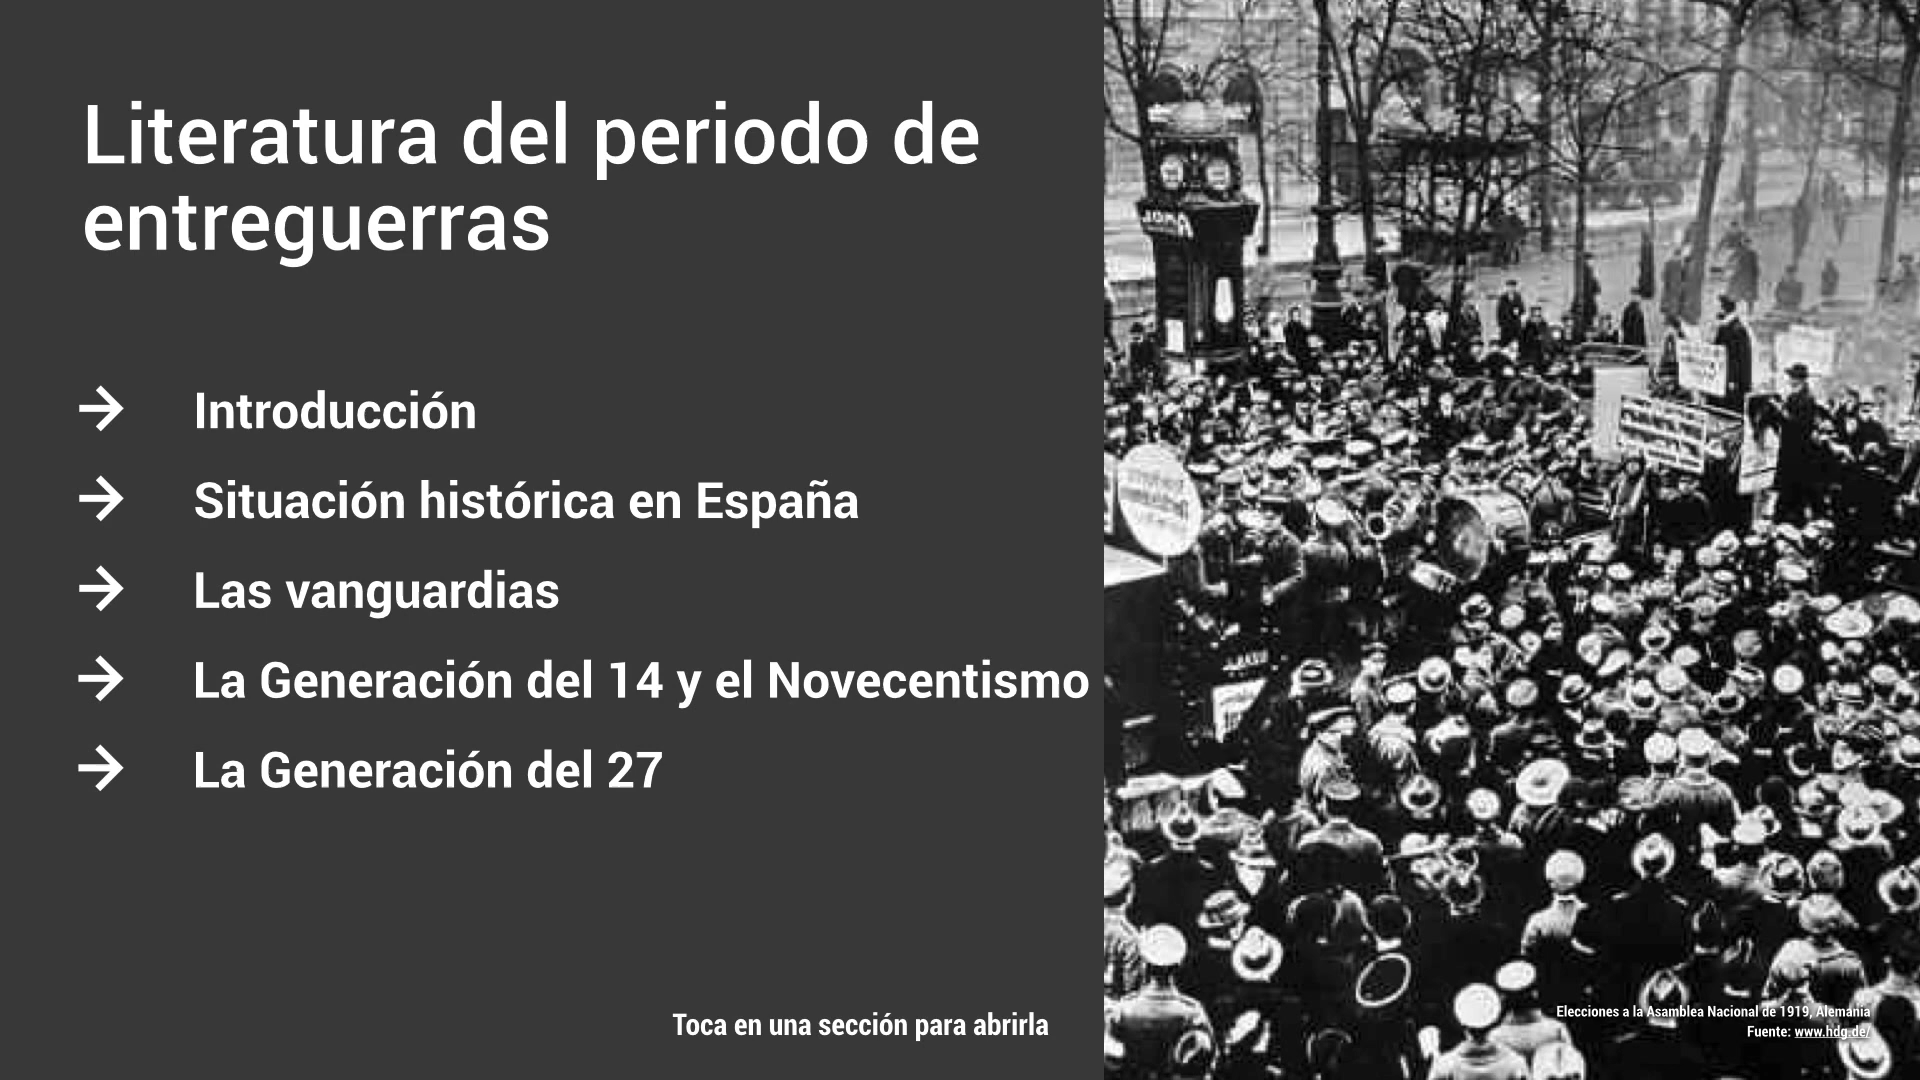 Literatura del periodo de
entreguerras
Introducción
Situación histórica en España
Las vanguardias
La Generación del 14 y el Novecentismo
La Generación del 27
Toca en una sección para abrirla
Elecciones a la Asamblea Nacional de 1919, Alemania
Fuente: www.hdg.de/